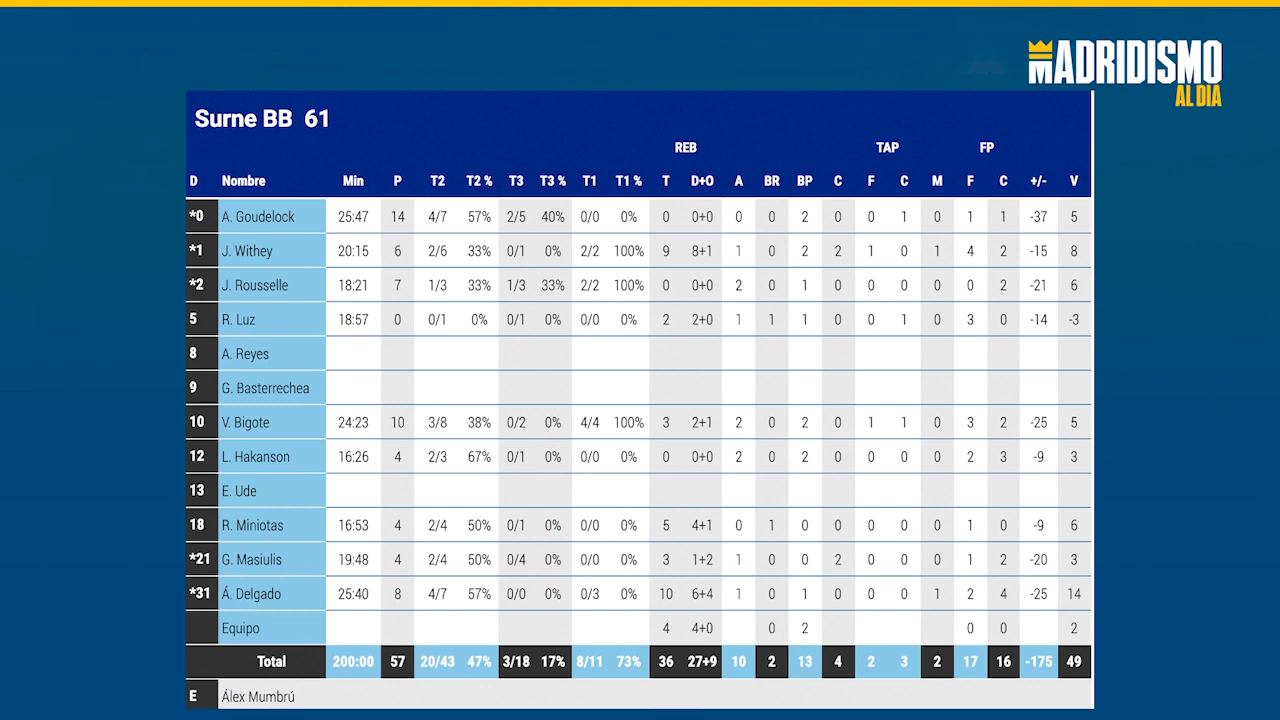 MADRIDISMO
AL DIA
Surne BB 61
REB TAP FP
D Nombre Min P T2 T2 % T3 T3 % T1 T1 % T D+O A BR BP C F C M F C +/- V
*0 A. Goudelock 25:47 14 4/7 57% 2/5 40% 0/0 0% 0 0+0 0 0 2 0 0 1 0 1 1 -37 5
*1 J. Withey 20:15 6 2/6 33% 0/1 0% 2/2 100% 9 8+1 1 0 2 2 1 0 1 4 2 -15 8
*2 J. Rousselle 18:21 7 1/3 33% 1/3 33% 2/2 100% 0 0+0 2 0 1 0 0 0 0 0 2 -21 6
5 R. Luz 18:57 0 0/1 0% 0/1 0% 0/0 0% 2 2+0 1 1 1 0 0 1 0 3 0 -14 -3
8 A. Reyes
9 G. Basterrechea
10 V. Bigote 24:23 10 3/8 38% 0/2 0% 4/4 100% 3 2+1 2 0 2 0 1 1 0 3 2 -25 5
12 L. Hakanson 16:26 4 2/3 67% 0/1 0% 0/0 0% 0 0+0 2 0 2 0 0 0 0 2 3 -9 3
13 E. Ude
18 R. Miniotas 16:53 4 2/4 50% 0/1 0% 0/0 0% 5 4+1 0 1 0 0 0 0 0 1 0 -9 6
*21 G. Masiulis 19:48 4 2/4 50% 0/4 0% 0/0 0% 3 1+2 1 0 0 2 0 0 0 1 2 -20 3
*31 Á. Delgado 25:40 8 4/7 57% 0/0 0% 0/3 0% 10 6+4 1 0 1 0 0 0 1 2 4 -25 14
Equipo 4 4+0 0 2 0 0 2
Total 200:00 57 20/43 47% 3/18 17% 8/11 73% 36 27+9 10 2 13 4 2 3 2 17 16 -175 49
E Álex Mumbrú